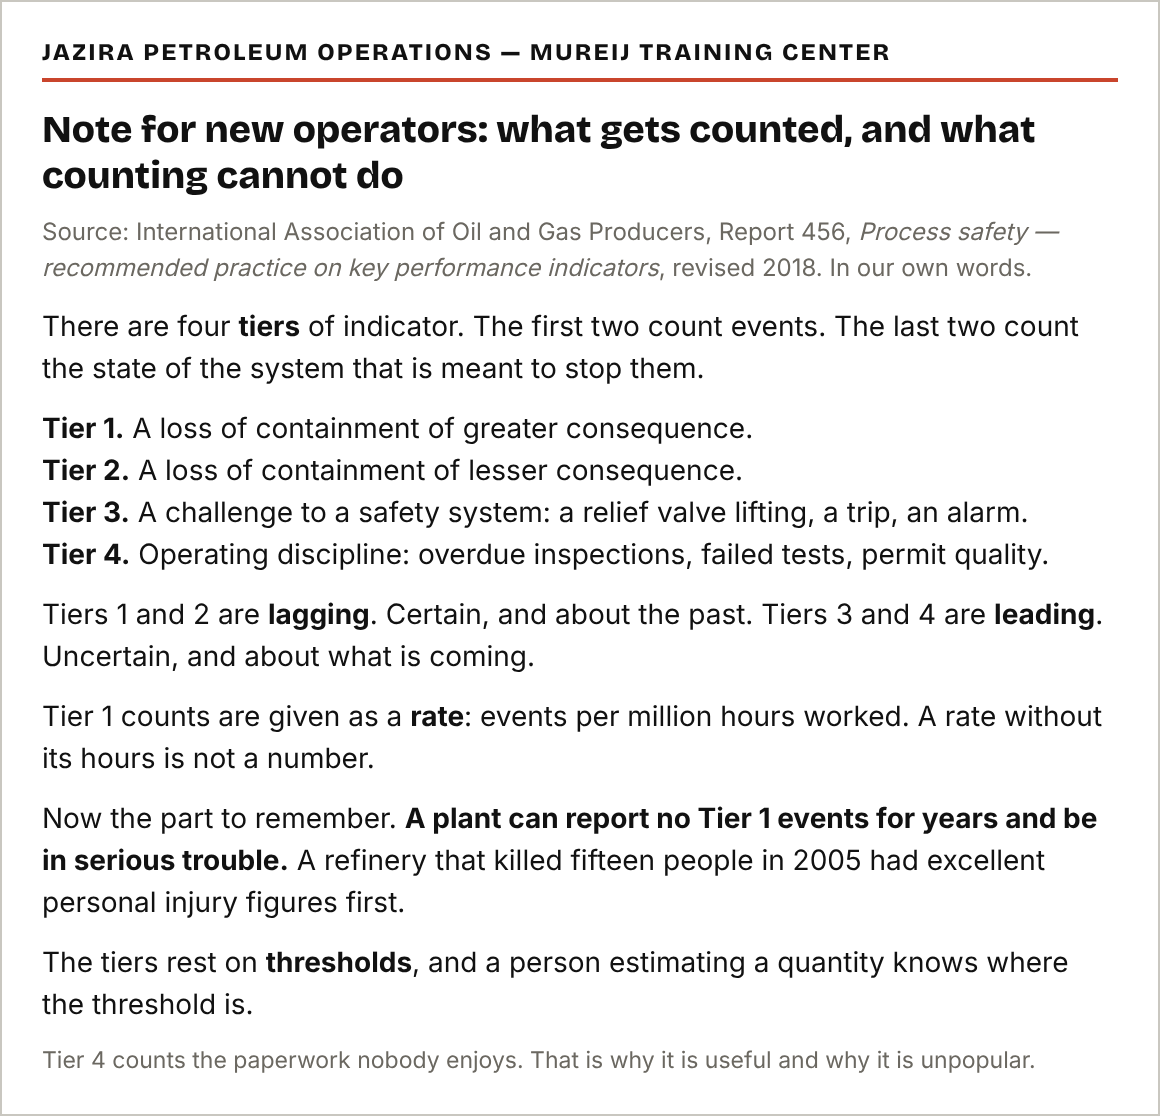 JAZIRA PETROLEUM OPERATIONS — MUREIJ TRAINING CENTER
Note for new operators: what gets counted, and what
counting cannot do
Source: International Association of Oil and Gas Producers, Report 456, Process safety —
recommended practice on key performance indicators, revised 2018. In our own words.
There are four tiers of indicator. The first two count events. The last two count
the state of the system that is meant to stop them.
Tier 1. A loss of containment of greater consequence.
Tier 2. A loss of containment of lesser consequence.
Tier 3. A challenge to a safety system: a relief valve lifting, a trip, an alarm.
Tier 4. Operating discipline: overdue inspections, failed tests, permit quality.
Tiers 1 and 2 are lagging. Certain, and about the past. Tiers 3 and 4 are leading.
Uncertain, and about what is coming.
Tier 1 counts are given as a rate: events per million hours worked. A rate without
its hours is not a number.
Now the part to remember. A plant can report no Tier 1 events for years and be
in serious trouble. A refinery that killed fifteen people in 2005 had excellent
personal injury figures first.
The tiers rest on thresholds, and a person estimating a quantity knows where
the threshold is.
Tier 4 counts the paperwork nobody enjoys. That is why it is useful and why it is unpopular.